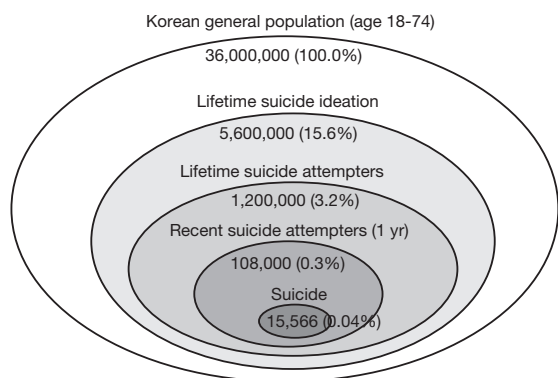 Korean general population (age 18-74)
36,000,000 (100.0%)
Lifetime suicide ideation
5,600,000 (15.6%)
Lifetime suicide attempters
1,200,000 (3.2%)
Recent suicide attempters (1 yr)
108,000 (0.3%)
Suicide
15,566 (0.04%)